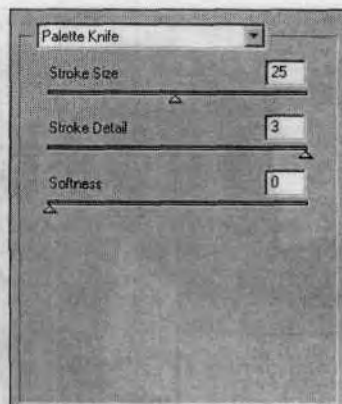 Palette Knife
Stroke Size 25
Stroke Detail 3
Softness 0